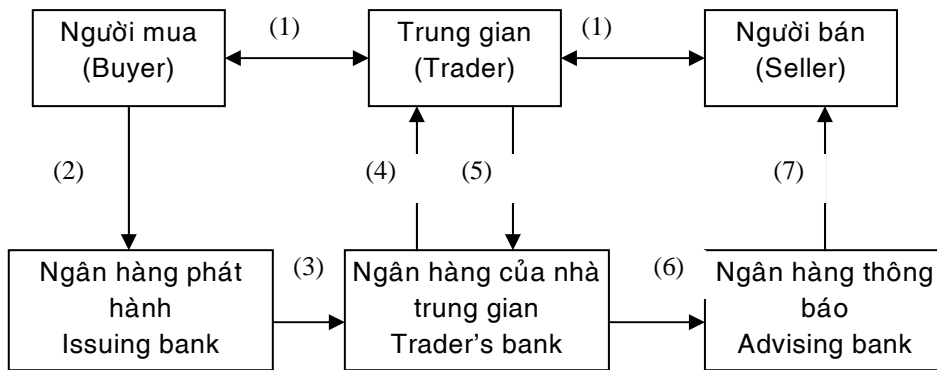 Người mua
(Buyer)
(1)
Trung gian
(Trader)
(1)
Người bán
(Seller)
(2)
(4)
(5)
(7)
Ngân hàng phát
hành
Issuing bank
(3)
Ngân hàng của nhà
trung gian
Trader’s bank
(6)
Ngân hàng thông
báo
Advising bank